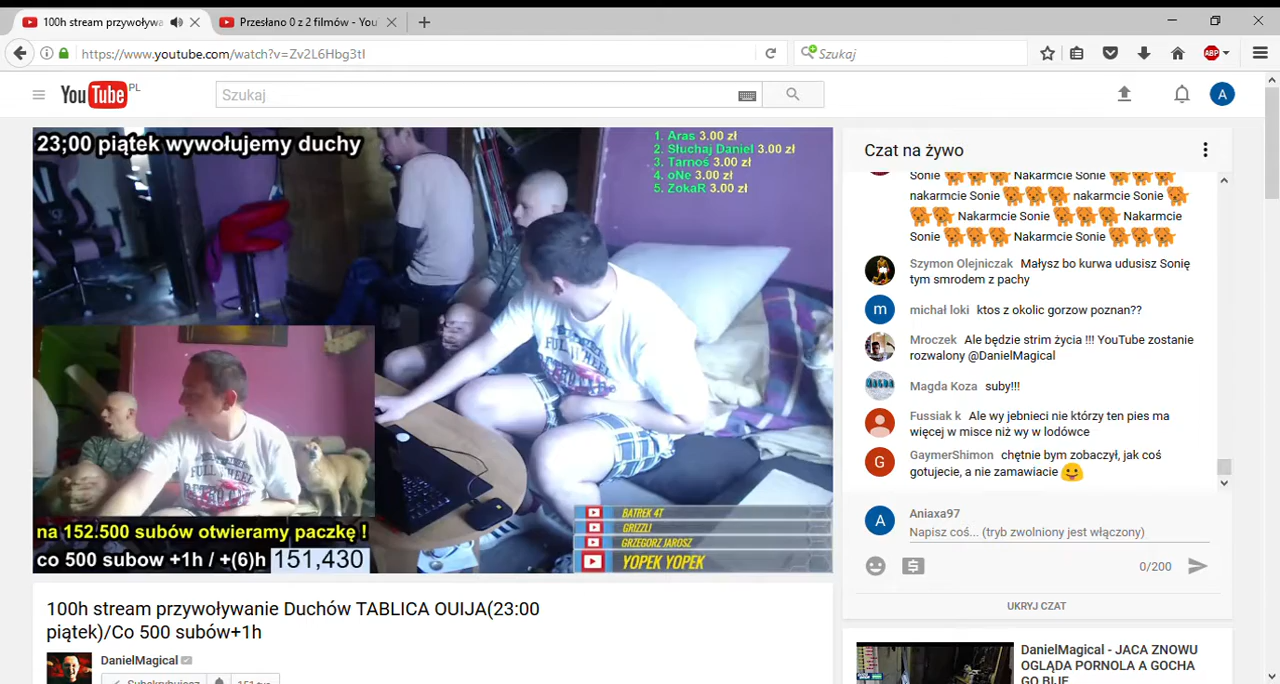 100h stream przywoływa
Przesłano 0 z 2 filmów - You
https://www.youtube.com/watch?v=Zv2L6Hbg3tI
Szukaj
ABP
YouTube PL
Szukaj
A
23;00 piątek wywołujemy duchy
1. Aras 3.00 zł
2. Słuchaj Daniel 3.00 zł
3. Tarnoś 3.00 zł
4. oNe 3.00 zł
5. ZokaR 3.00 zł
FULL WHEEL
na 152.500 subów otwieramy paczkę !
co 500 subow +1h / +(6)h 151,430
BATREK 4T
GRIZZLI
GRZEGORZ JAROSZ
YOPEK YOPEK
100h stream przywoływanie Duchów TABLICA OUIJA(23:00
piątek)/Co 500 subów+1h
DanielMagical
Subskrybujesz
151 tys.
Czat na żywo
Sonie Nakarmcie Sonie
nakarmcie Sonie nakarmcie Sonie
Nakarmcie Sonie Nakarmcie
Sonie Nakarmcie Sonie
Szymon Olejniczak Małysz bo kurwa udusisz Sonię
tym smrodem z pachy
m michał loki ktos z okolic gorzow poznan??
Mroczek Ale będzie strim życia !!! YouTube zostanie
rozwalony @DanielMagical
Magda Koza suby!!!
Fussiak k Ale wy jebnieci nie którzy ten pies ma
więcej w misce niż wy w lodówce
G GaymerShimon chętnie bym zobaczył, jak coś
gotujecie, a nie zamawiacie
A Aniaxa97
Napisz coś... (tryb zwolniony jest włączony)
0/200
UKRYJ CZAT
DanielMagical - JACA ZNOWU
OGLĄDA PORNOLA A GOCHA
GO BIJE